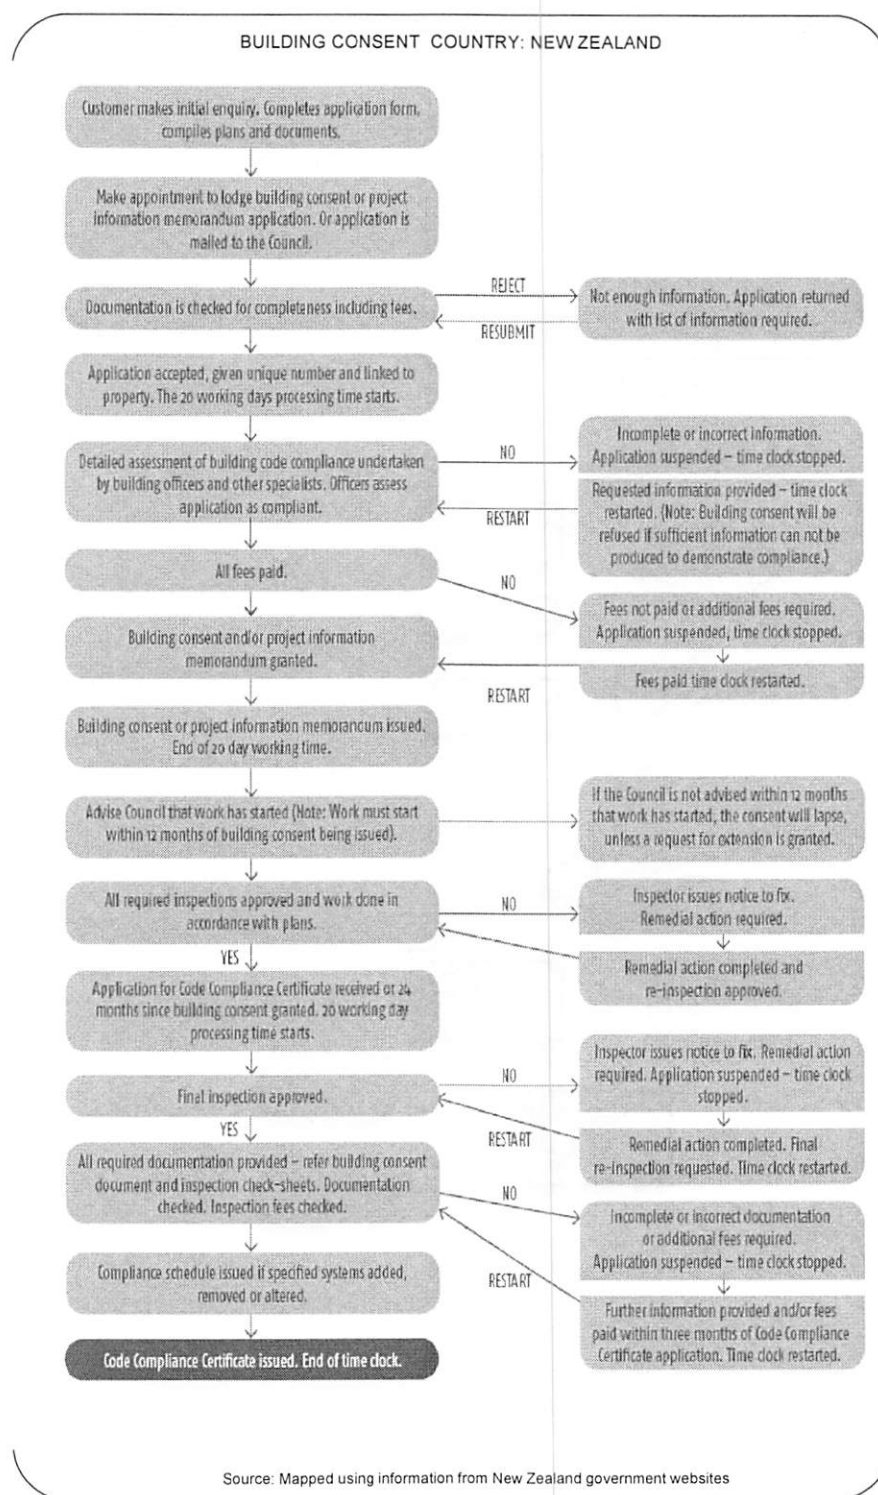 BUILDING CONSENT COUNTRY: NEW ZEALAND
Customer makes initial enquiry. Completes application form,
compiles plans and documents.
Make appointment to lodge building consent or project
information memorandum application. Or application is
mailed to the Council.
Documentation is checked for completeness including fees.
REJECT
RESUBMIT
Not enough information. Application returned
with list of information required.
Application accepted, given unique number and linked to
property. The 20 working days processing time starts.
Detailed assessment of building code compliance undertaken
by building officers and other specialists. Officers assess
application as compliant.
NO
RESTART
Incomplete or incorrect information.
Application suspended – time clock stopped.
Requested information provided – time clock
restarted. (Note: Building consent will be
refused if sufficient information can not be
produced to demonstrate compliance.)
All fees paid.
NO
Fees not paid or additional fees required.
Application suspended, time clock stopped.
Fees paid time clock restarted.
RESTART
Building consent and/or project information
memorandum granted.
Building consent or project information memorandum issued.
End of 20 day working time.
Advise Council that work has started (Note: Work must start
within 12 months of building consent being issued).
If the Council is not advised within 12 months
that work has started, the consent will lapse,
unless a request for extension is granted.
All required inspections approved and work done in
accordance with plans.
NO
Inspector issues notice to fix.
Remedial action required.
Remedial action completed and
re-inspection approved.
YES
Application for Code Compliance Certificate received or 24
months since building consent granted. 20 working day
processing time starts.
Final inspection approved.
NO
RESTART
Inspector issues notice to fix. Remedial action
required. Application suspended – time clock
stopped.
Remedial action completed. Final
re-inspection requested. Time clock restarted.
YES
All required documentation provided – refer building consent
document and inspection check-sheets. Documentation
checked. Inspection fees checked.
NO
RESTART
Incomplete or incorrect documentation
or additional fees required.
Application suspended – time clock stopped.
Further information provided and/or fees
paid within three months of Code Compliance
Certificate application. Time clock restarted.
Compliance schedule issued if specified systems added,
removed or altered.
Code Compliance Certificate issued. End of time clock.
Source: Mapped using information from New Zealand government websites